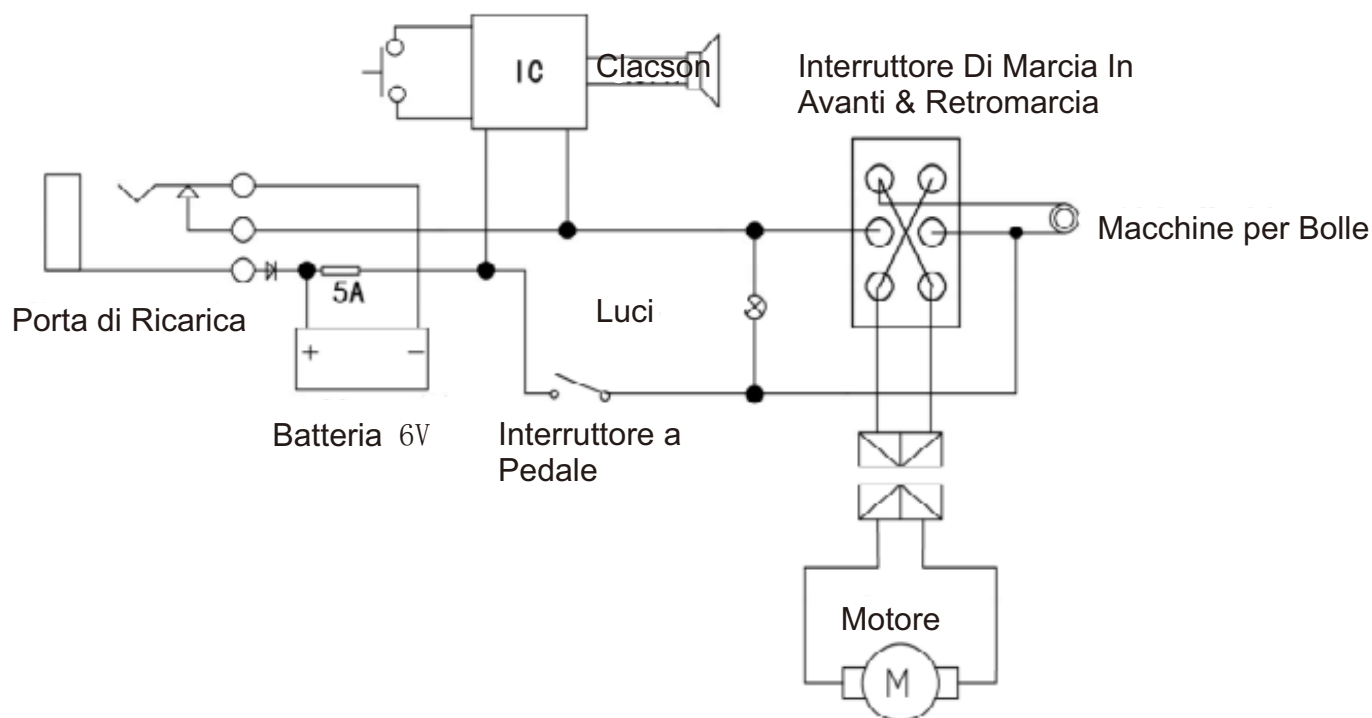 IC
Clacson
Interruttore Di Marcia In
Avanti & Retromarcia
Macchine per Bolle
Porta di Ricarica
5A
Luci
+ −
Batteria 6V
Interruttore a
Pedale
Motore
M